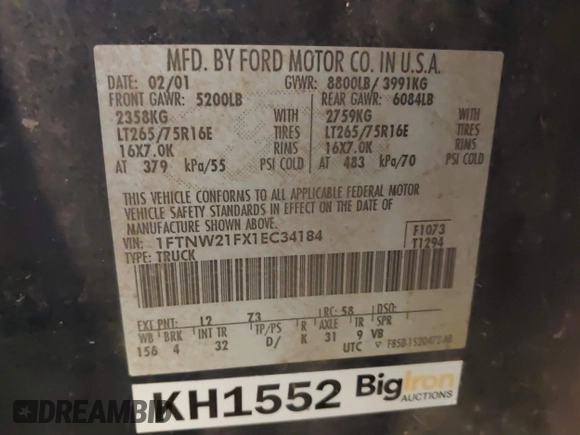 MFD. BY FORD MOTOR CO. IN U.S.A.
DATE: 02/01 GVWR: 8800LB/ 3991KG
FRONT GAWR: 5200LB REAR GAWR: 6084LB
2358KG WITH 2759KG WITH
LT265/75R16E TIRES LT265/75R16E TIRES
16X7.0K RIMS 16X7.0K RIMS
AT 379 kPa/55 PSI COLD AT 483 kPa/70 PSI COLD
THIS VEHICLE CONFORMS TO ALL APPLICABLE FEDERAL MOTOR
VEHICLE SAFETY STANDARDS IN EFFECT ON THE DATE OF
MANUFACTURE SHOWN ABOVE.
VIN: 1FTNW21FX1EC34184 F1073
TYPE: TRUCK T1294
EXT PNT: L2 Z3 RC: 58 DSO:
WB BRK INT TR TP/PS R AXLE TR SPR
156 4 32 D/ K 31 9 V8
UTC
KH1552 BigIron
AUCTIONS
DREAMBID